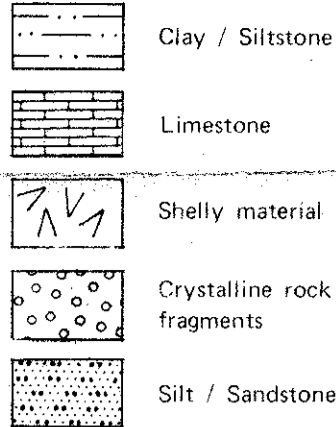 Clay / Siltstone
Limestone
Shelly material
Crystalline rock
fragments
Silt / Sandstone